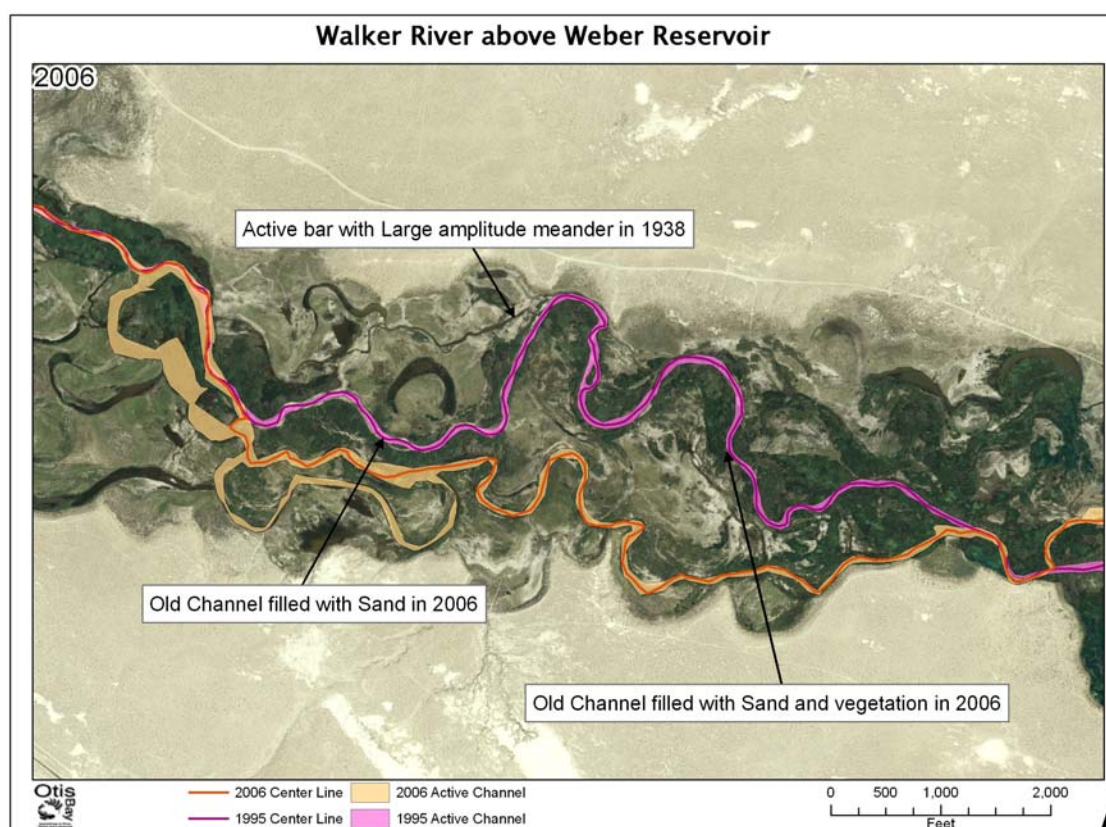 Walker River above Weber Reservoir
2006
Active bar with Large amplitude meander in 1938
Old Channel filled with Sand in 2006
Old Channel filled with Sand and vegetation in 2006
Otis
Bay
2006 Center Line 2006 Active Channel
1995 Center Line 1995 Active Channel
0 500 1,000 2,000
Feet